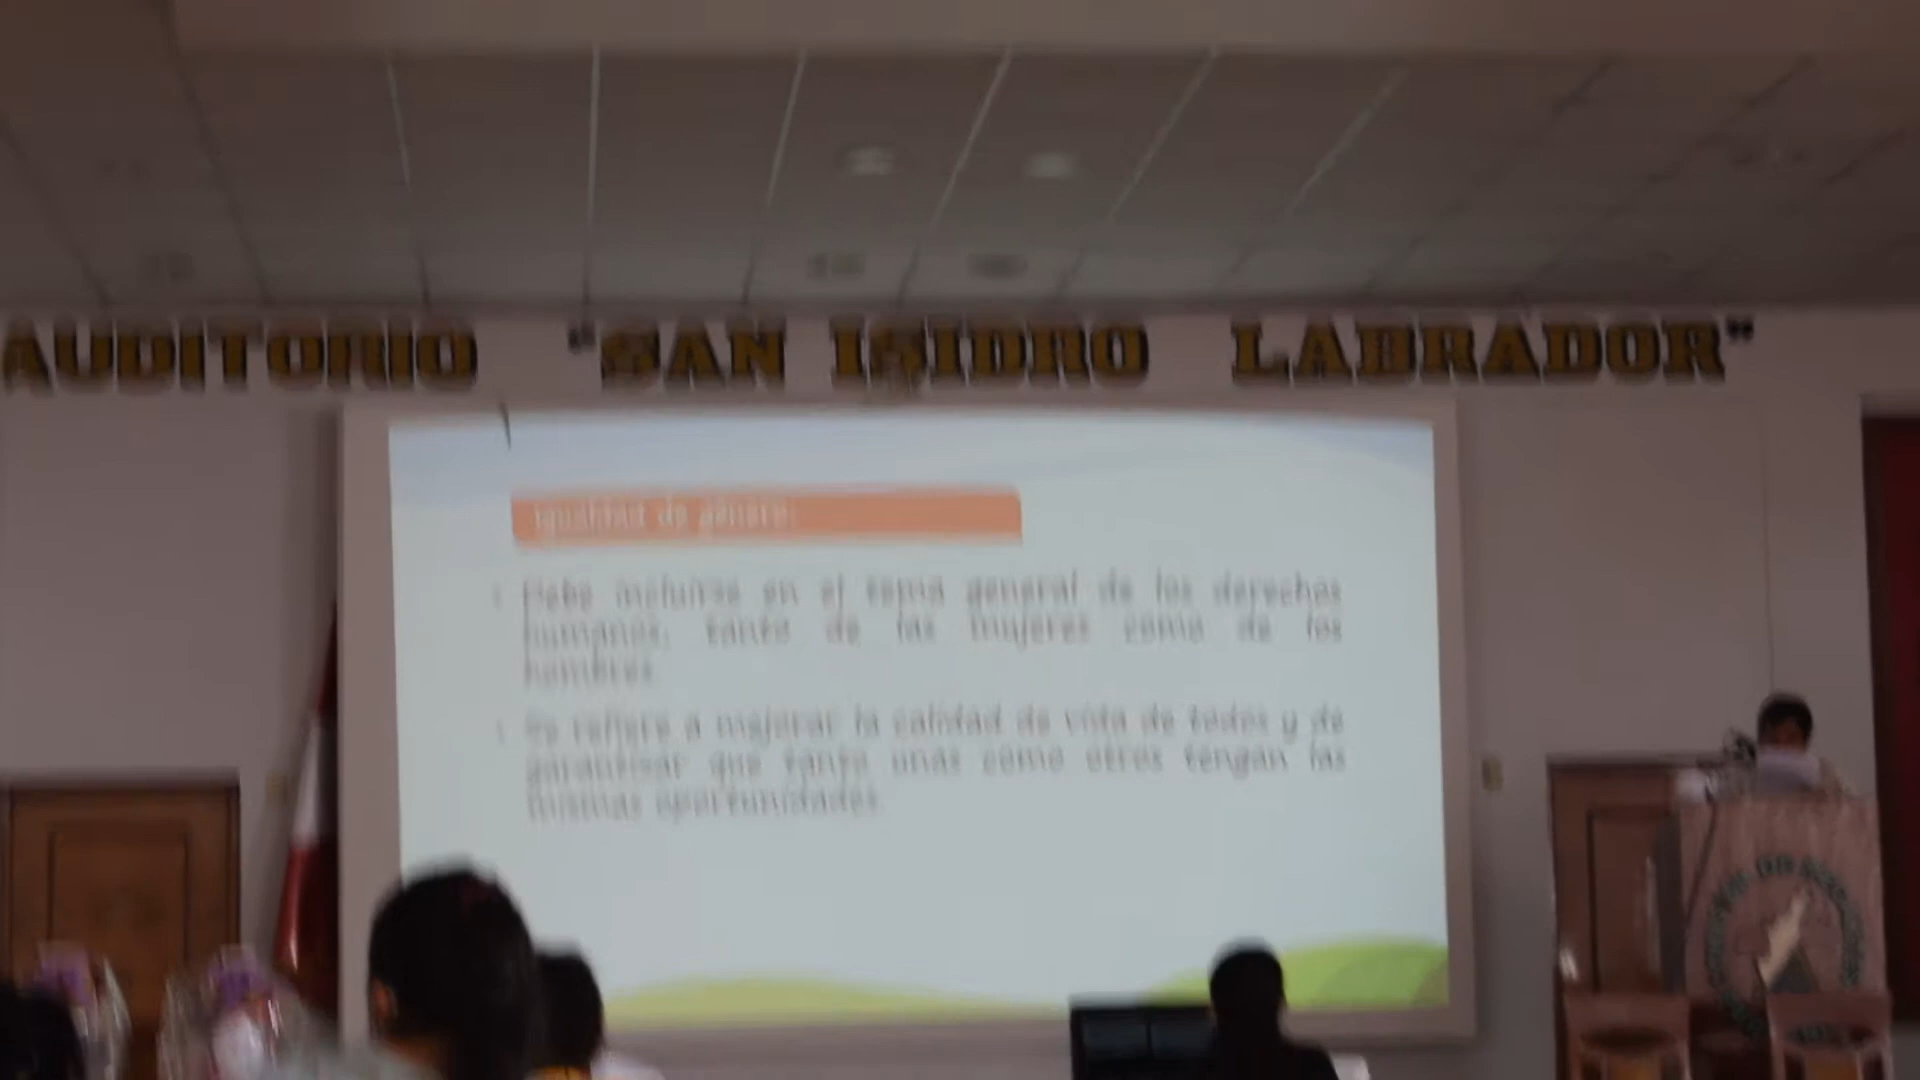 AUDITORIO "SAN ISIDRO LABRADOR"
Igualdad de género:
Debe incluirse en el tema general de los derechos
humanos, tanto de las mujeres como de los
hombres.
Se refiere a mejorar la calidad de vida de todos y de
garantizar que tanto unas como otros tengan las
mismas oportunidades.